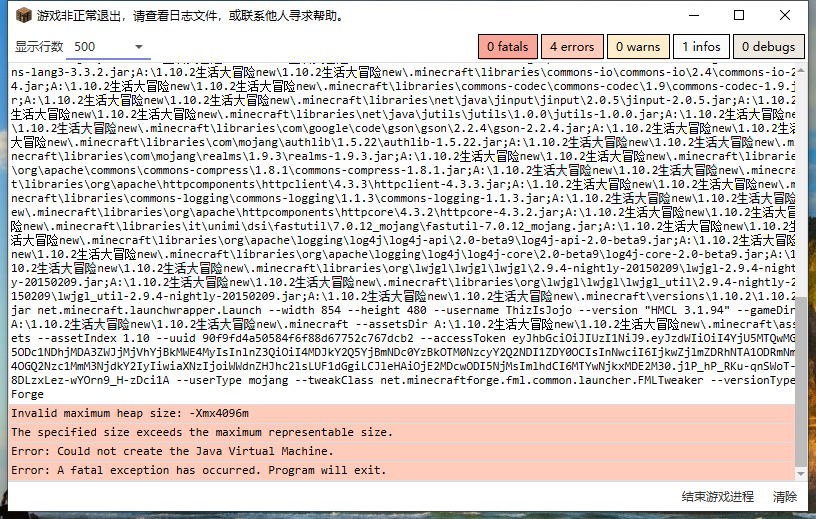 游戏非正常退出，请查看日志文件，或联系他人寻求帮助。
显示行数 500 0 fatals 4 errors 0 warns 1 infos 0 debugs
ns-lang3-3.3.2.jar;A:\1.10.2生活大冒险new\1.10.2生活大冒险new\.minecraft\libraries\commons-io\commons-io\2.4\commons-io-2.
4.jar;A:\1.10.2生活大冒险new\1.10.2生活大冒险new\.minecraft\libraries\commons-codec\commons-codec\1.9\commons-codec-1.9.ja
r;A:\1.10.2生活大冒险new\1.10.2生活大冒险new\.minecraft\libraries\net\java\jinput\jinput\2.0.5\jinput-2.0.5.jar;A:\1.10.2
生活大冒险new\1.10.2生活大冒险new\.minecraft\libraries\net\java\jutils\jutils\1.0.0\jutils-1.0.0.jar;A:\1.10.2生活大冒险new
\1.10.2生活大冒险new\.minecraft\libraries\com\google\code\gson\gson\2.2.4\gson-2.2.4.jar;A:\1.10.2生活大冒险new\1.10.2生活
大冒险new\.minecraft\libraries\com\mojang\authlib\1.5.22\authlib-1.5.22.jar;A:\1.10.2生活大冒险new\1.10.2生活大冒险new\.mi
necraft\libraries\com\mojang\realms\1.9.3\realms-1.9.3.jar;A:\1.10.2生活大冒险new\1.10.2生活大冒险new\.minecraft\libraries
\org\apache\commons\commons-compress\1.8.1\commons-compress-1.8.1.jar;A:\1.10.2生活大冒险new\1.10.2生活大冒险new\.minecraf
t\libraries\org\apache\httpcomponents\httpclient\4.3.3\httpclient-4.3.3.jar;A:\1.10.2生活大冒险new\1.10.2生活大冒险new\.mi
necraft\libraries\commons-logging\commons-logging\1.1.3\commons-logging-1.1.3.jar;A:\1.10.2生活大冒险new\1.10.2生活大冒险n
ew\.minecraft\libraries\org\apache\httpcomponents\httpcore\4.3.2\httpcore-4.3.2.jar;A:\1.10.2生活大冒险new\1.10.2生活大冒
险new\.minecraft\libraries\it\unimi\dsi\fastutil\7.0.12_mojang\fastutil-7.0.12_mojang.jar;A:\1.10.2生活大冒险new\1.10.2生
活大冒险new\.minecraft\libraries\org\apache\logging\log4j\log4j-api\2.0-beta9\log4j-api-2.0-beta9.jar;A:\1.10.2生活大冒险
new\1.10.2生活大冒险new\.minecraft\libraries\org\apache\logging\log4j\log4j-core\2.0-beta9\log4j-core-2.0-beta9.jar;A:\1.
10.2生活大冒险new\1.10.2生活大冒险new\.minecraft\libraries\org\lwjgl\lwjgl\lwjgl\2.9.4-nightly-20150209\lwjgl-2.9.4-nightl
y-20150209.jar;A:\1.10.2生活大冒险new\1.10.2生活大冒险new\.minecraft\libraries\org\lwjgl\lwjgl\lwjgl_util\2.9.4-nightly-20
150209\lwjgl_util-2.9.4-nightly-20150209.jar;A:\1.10.2生活大冒险new\1.10.2生活大冒险new\.minecraft\versions\1.10.2\1.10.2.
jar net.minecraft.launchwrapper.Launch --width 854 --height 480 --username ThizIsJojo --version "HMCL 3.1.94" --gameDir
A:\1.10.2生活大冒险new\1.10.2生活大冒险new\.minecraft --assetsDir A:\1.10.2生活大冒险new\1.10.2生活大冒险new\.minecraft\ass
ets --assetIndex 1.10 --uuid 90f9fd4a50584f6f88d67752c767dcb2 --accessToken
--userType mojang --tweakClass net.minecraftforge.fml.common.launcher.FMLTweaker --versionType
Forge
Invalid maximum heap size: -Xmx4096m
The specified size exceeds the maximum representable size.
Error: Could not create the Java Virtual Machine.
Error: A fatal exception has occurred. Program will exit.
结束游戏进程 清除